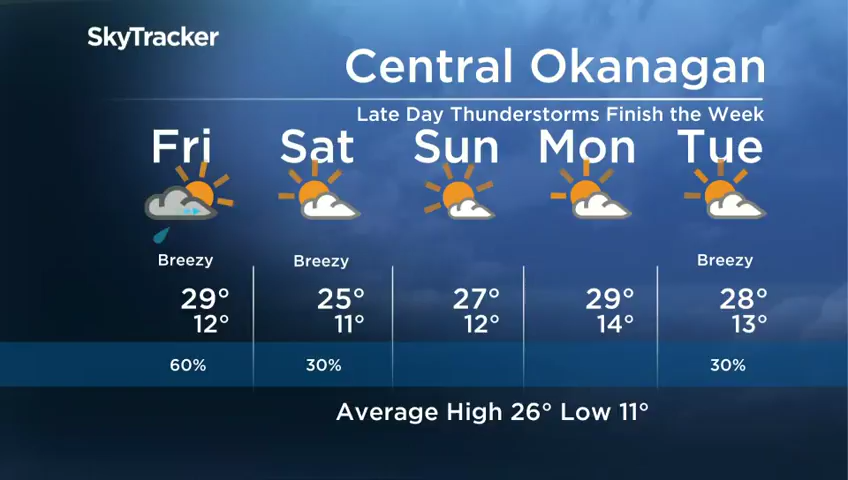 SkyTracker
Central Okanagan
Late Day Thunderstorms Finish the Week
Fri Sat Sun Mon Tue
Breezy Breezy Breezy
29° 25° 27° 29° 28°
12° 11° 12° 14° 13°
60% 30% 30%
Average High 26° Low 11°